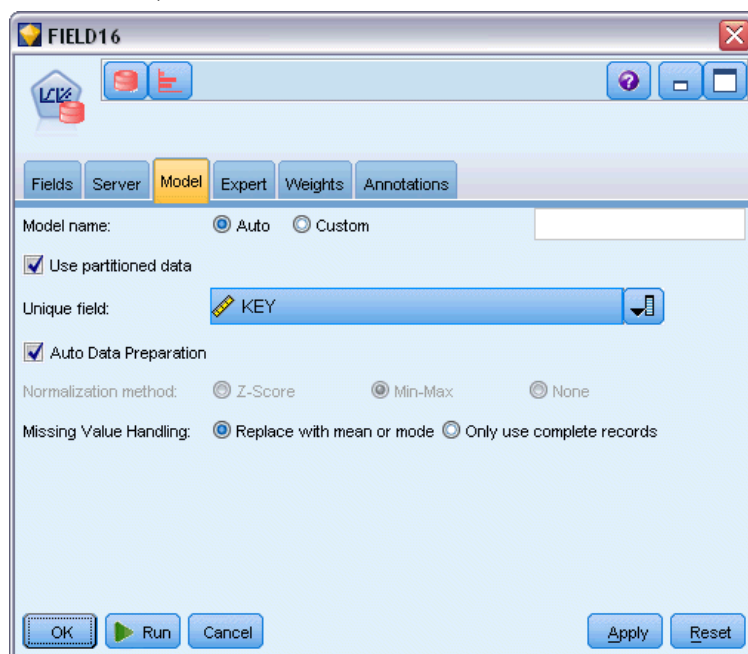 FIELD16
Fields Server Model Expert Weights Annotations
Model name: Auto Custom
Use partitioned data
Unique field: KEY
Auto Data Preparation
Normalization method: Z-Score Min-Max None
Missing Value Handling: Replace with mean or mode Only use complete records
OK Run Cancel Apply Reset